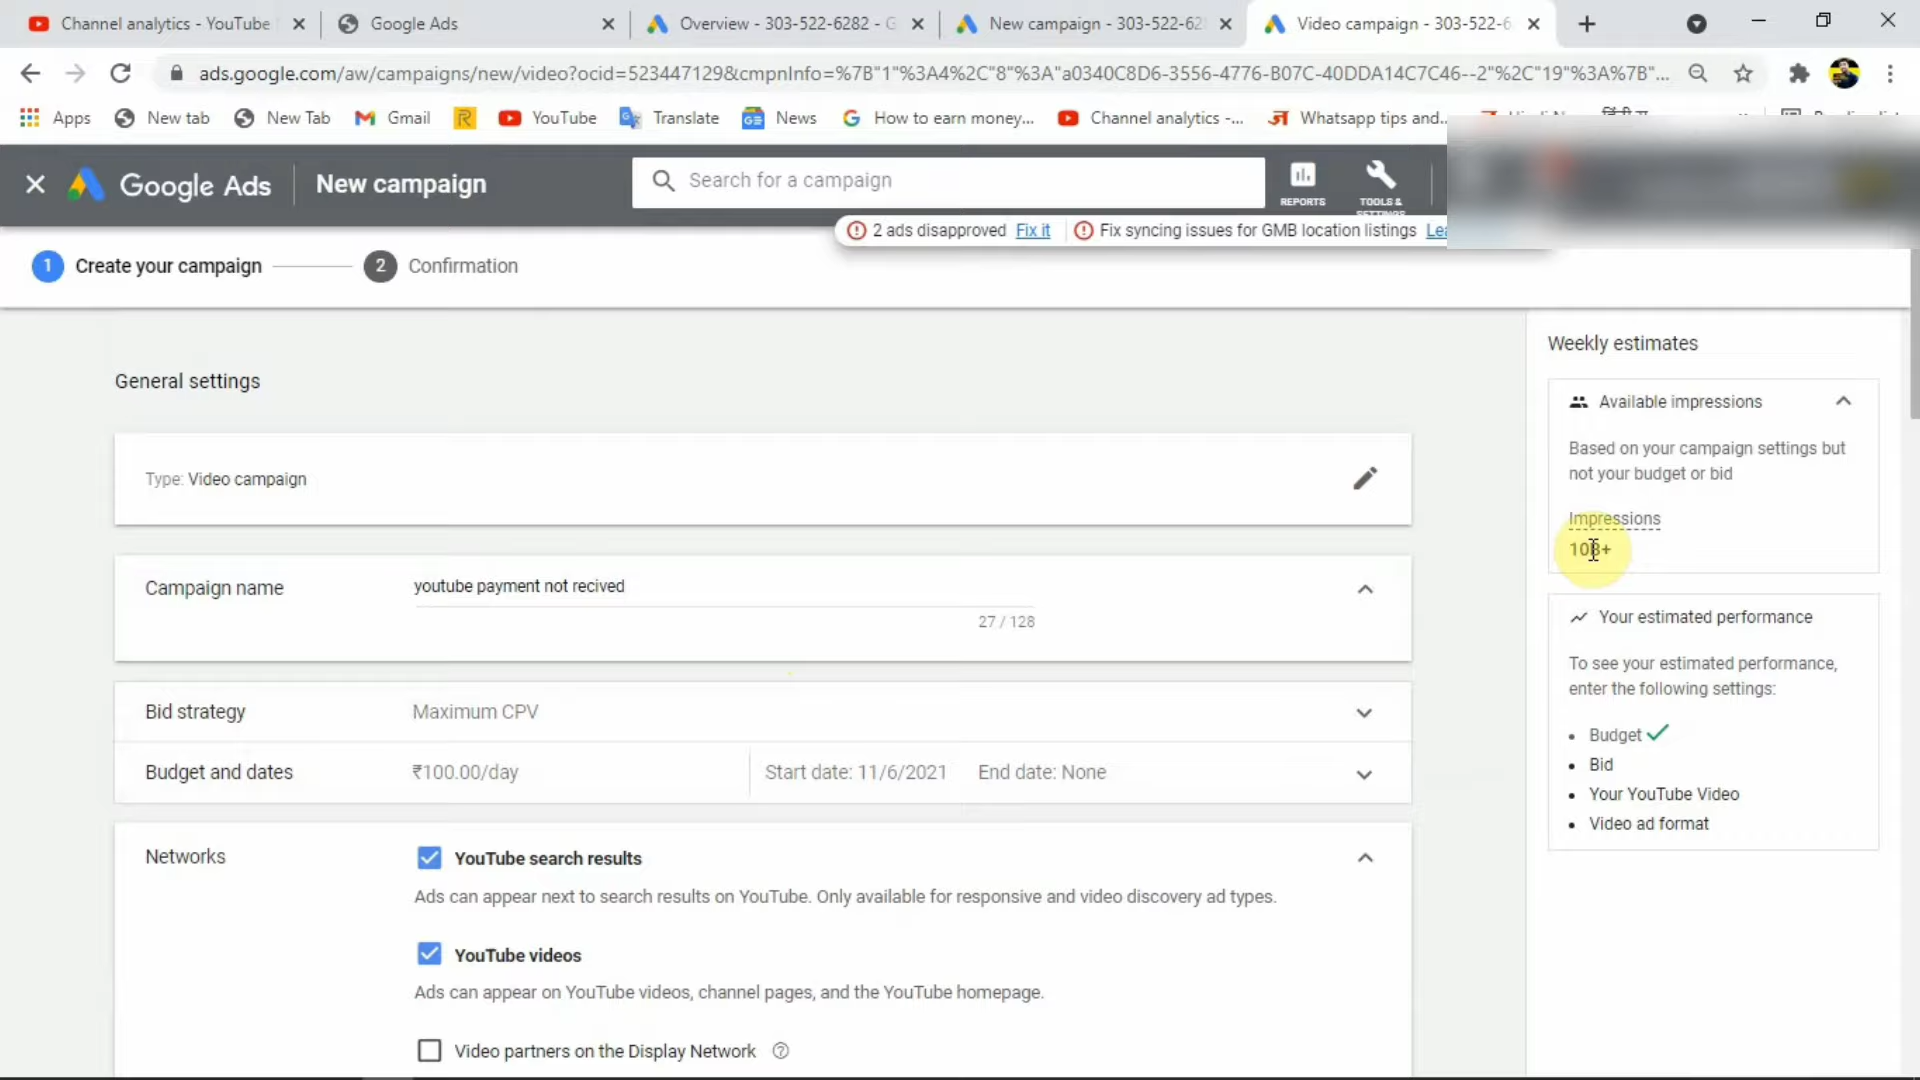 Channel analytics - YouTube
Google Ads
Overview - 303-522-6282 - G
New campaign - 303-522-62
Video campaign - 303-522-6
ads.google.com/aw/campaigns/new/video?ocid=523447129&cmpnInfo=%7B"1"%3A4%2C"8"%3A"a0340C8D6-3556-4776-B07C-40DDA14C7C46--2"%2C"19"%3A%7B"...
Apps
New tab
New Tab
Gmail
YouTube
Translate
News
How to earn money...
Channel analytics -...
Whatsapp tips and...
Google Ads
New campaign
Search for a campaign
REPORTS
TOOLS &
SETTINGS
2 ads disapproved Fix it
Fix syncing issues for GMB location listings
1 Create your campaign
2 Confirmation
General settings
Type: Video campaign
Campaign name
youtube payment not recived
27 / 128
Bid strategy
Maximum CPV
Budget and dates
₹100.00/day
Start date: 11/6/2021
End date: None
Networks
YouTube search results
Ads can appear next to search results on YouTube. Only available for responsive and video discovery ad types.
YouTube videos
Ads can appear on YouTube videos, channel pages, and the YouTube homepage.
Video partners on the Display Network
Weekly estimates
Available impressions
Based on your campaign settings but
not your budget or bid
Impressions
10B+
Your estimated performance
To see your estimated performance,
enter the following settings:
• Budget
• Bid
• Your YouTube Video
• Video ad format